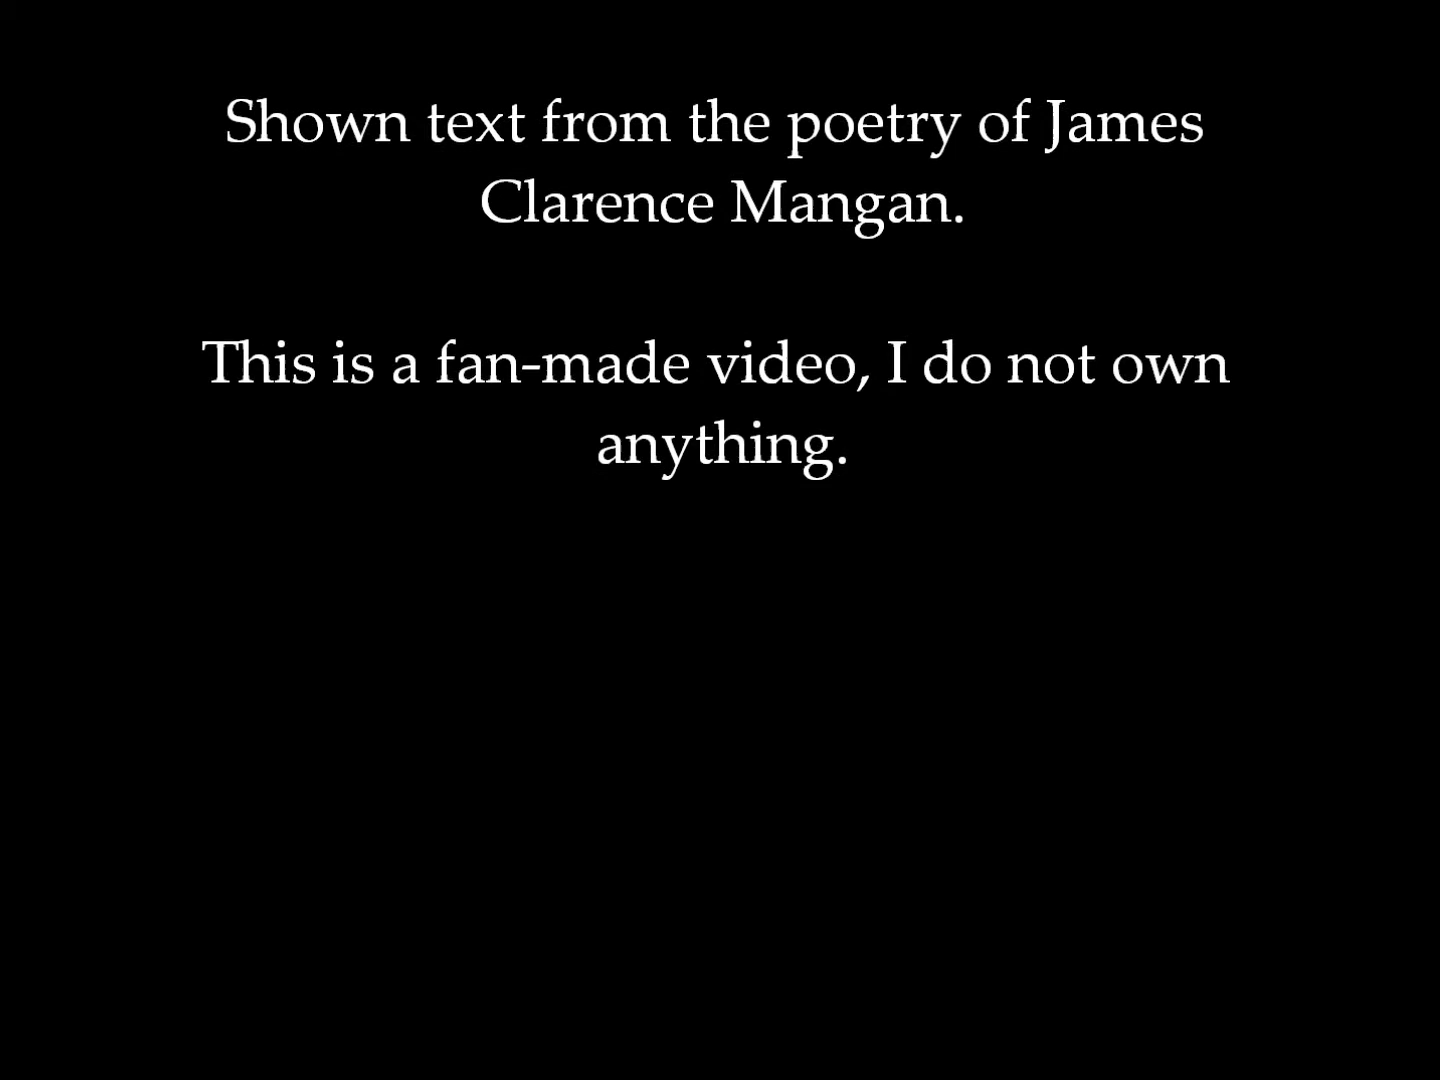 Shown text from the poetry of James
Clarence Mangan.
This is a fan-made video, I do not own
anything.